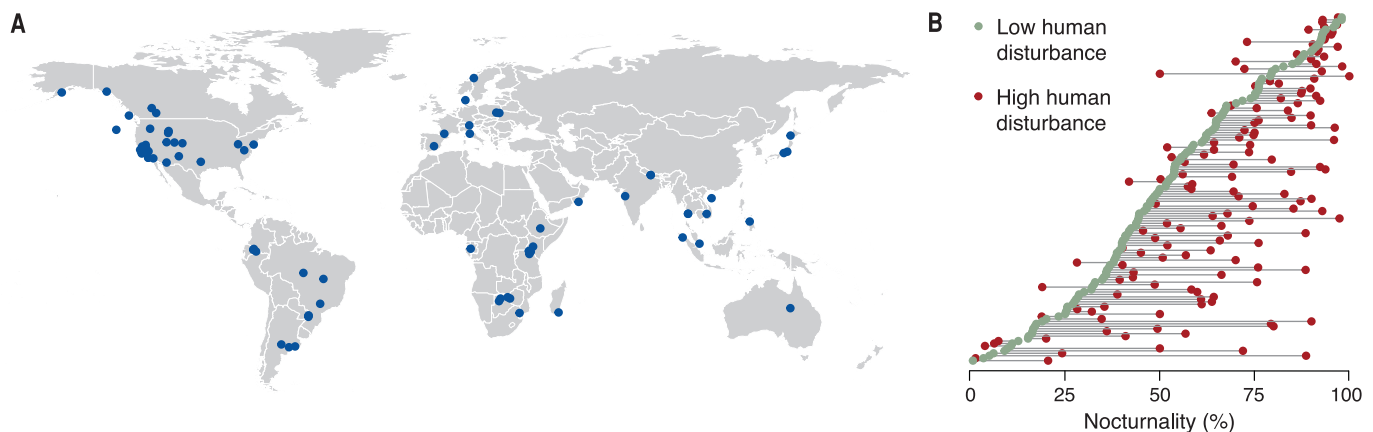 A
B
Low human
disturbance
High human
disturbance
0 25 50 75 100
Nocturnality (%)